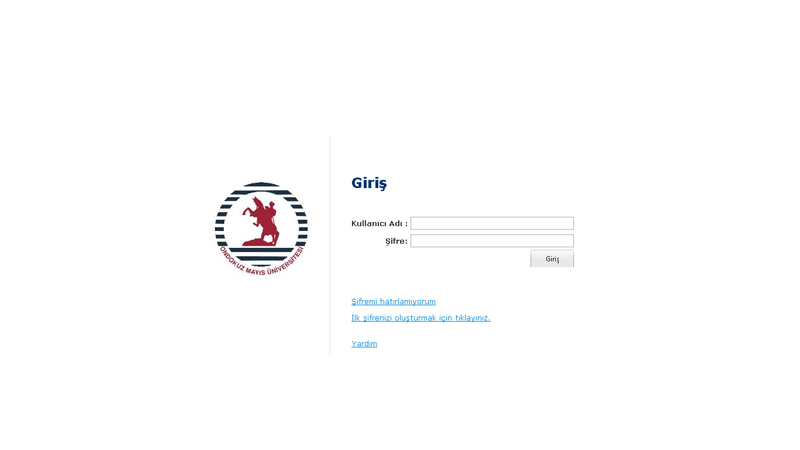 Giriş
Kullanıcı Adı :
Şifre:
Giriş
ONDOKUZ MAYIS ÜNİVERSİTESİ
Şifremi hatırlamıyorum
İlk şifrenizi oluşturmak için tıklayınız.
Yardım